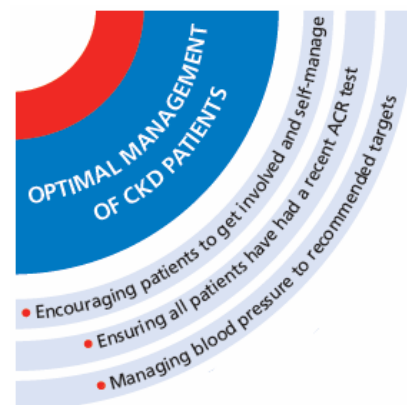 OPTIMAL MANAGEMENT
OF CKD PATIENTS
• Encouraging patients to get involved and self-manage
• Ensuring all patients have had a recent ACR test
• Managing blood pressure to recommended targets